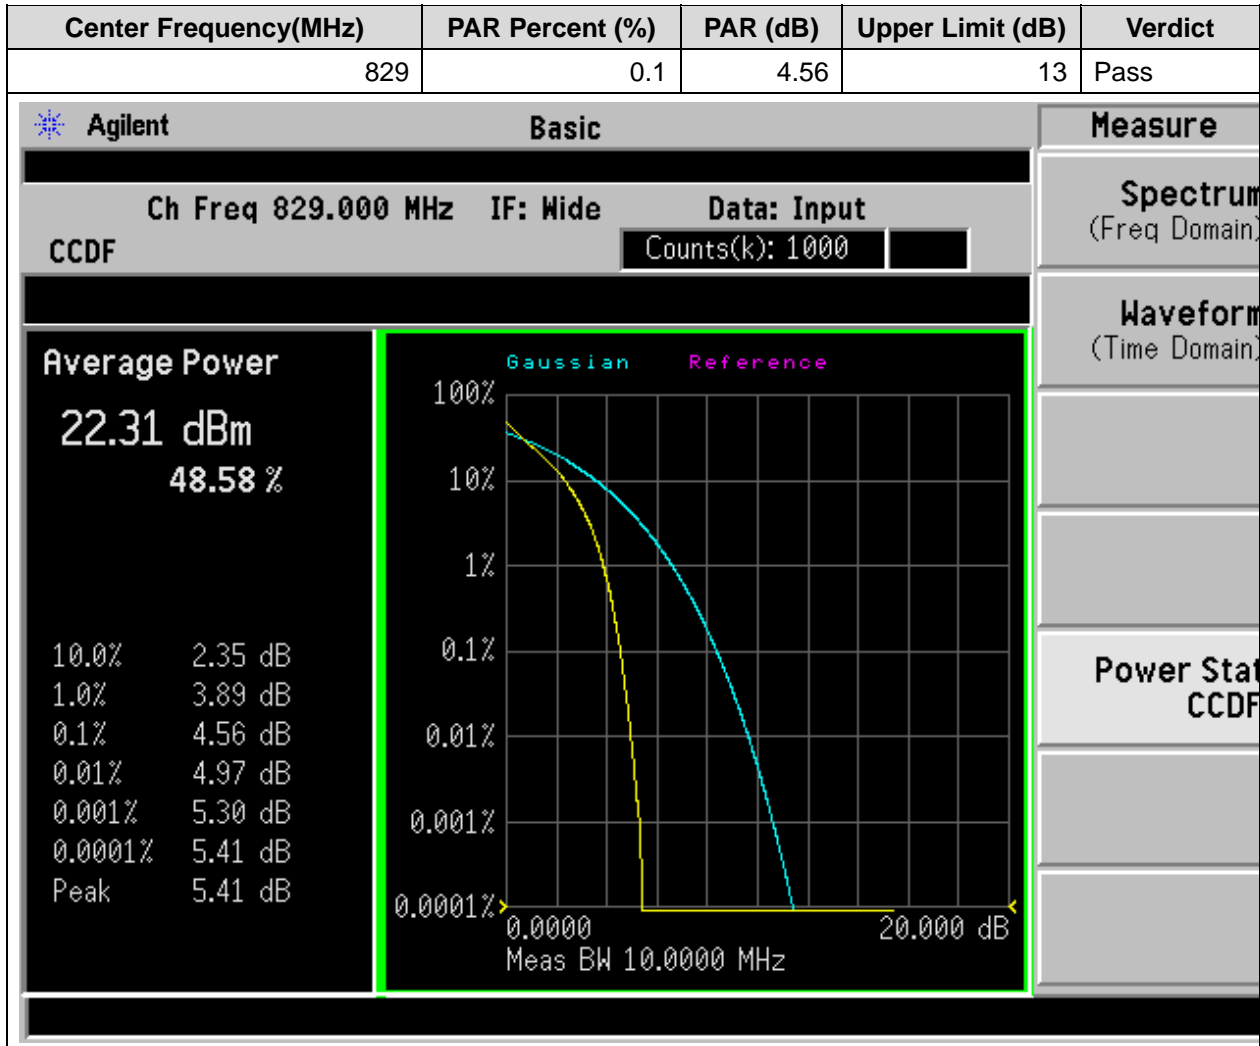 Center Frequency(MHz) PAR Percent (%) PAR (dB) Upper Limit (dB) Verdict
829 0.1 4.56 13 Pass
Agilent Basic Measure
Ch Freq 829.000 MHz IF: Wide Data: Input
CCDF Counts(k): 1000
Spectrum
(Freq Domain)
Waveform
(Time Domain)
Power Stat
CCDF
Average Power
22.31 dBm
48.58 %
10.0% 2.35 dB
1.0% 3.89 dB
0.1% 4.56 dB
0.01% 4.97 dB
0.001% 5.30 dB
0.0001% 5.41 dB
Peak 5.41 dB
Gaussian Reference
100%
10%
1%
0.1%
0.01%
0.001%
0.0001%
0.0000 20.000 dB
Meas BW 10.0000 MHz